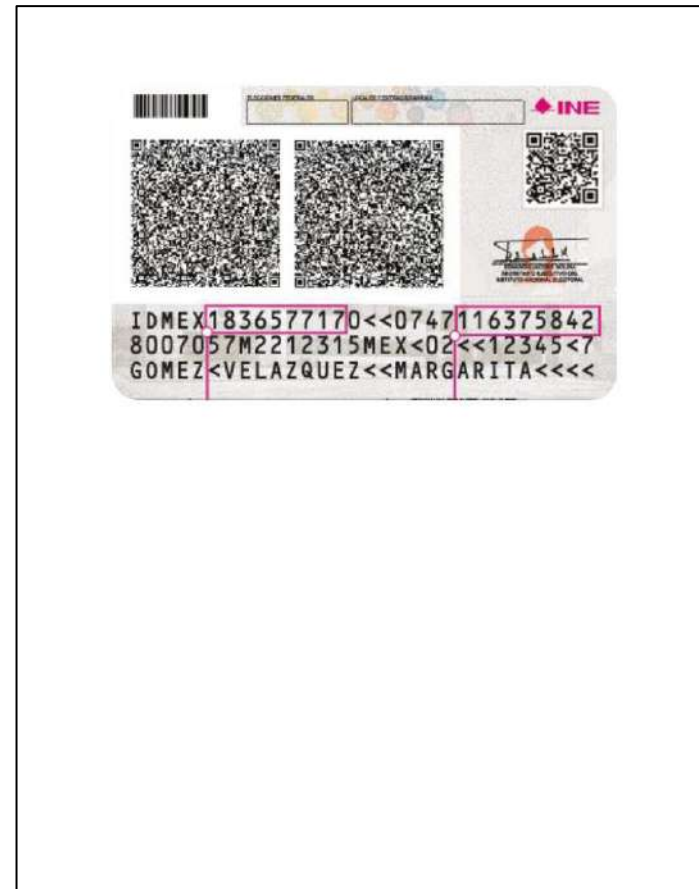 INE
IDMEX1836577170<<0747116375842
8007057M2212315MEX<02<<12345<7
GOMEZ<VELAZQUEZ<<MARGARITA<<<<